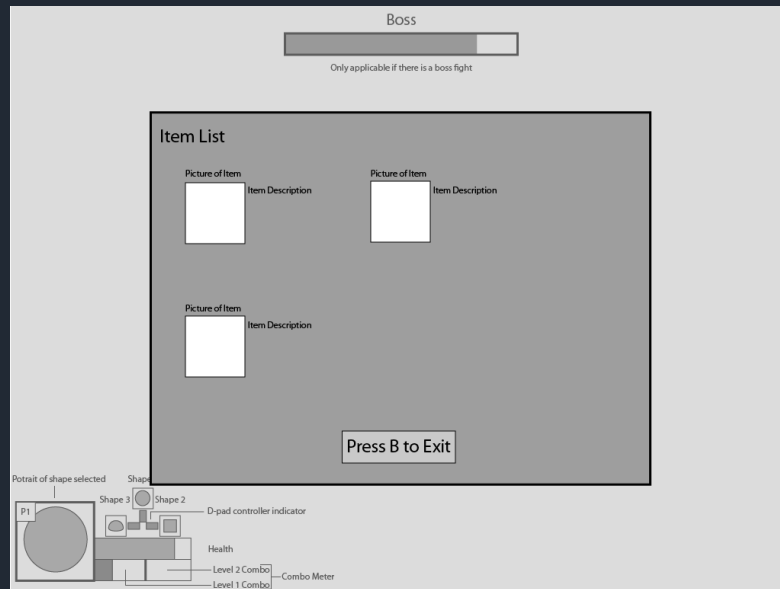 Boss
Only applicable if there is a boss fight
Item List
Picture of Item
Item Description
Picture of Item
Item Description
Picture of Item
Item Description
Press B to Exit
Potrait of shape selected
Shape
Shape 3
Shape 2
P1
D-pad controller indicator
Health
Level 2 Combo
Combo Meter
Level 1 Combo